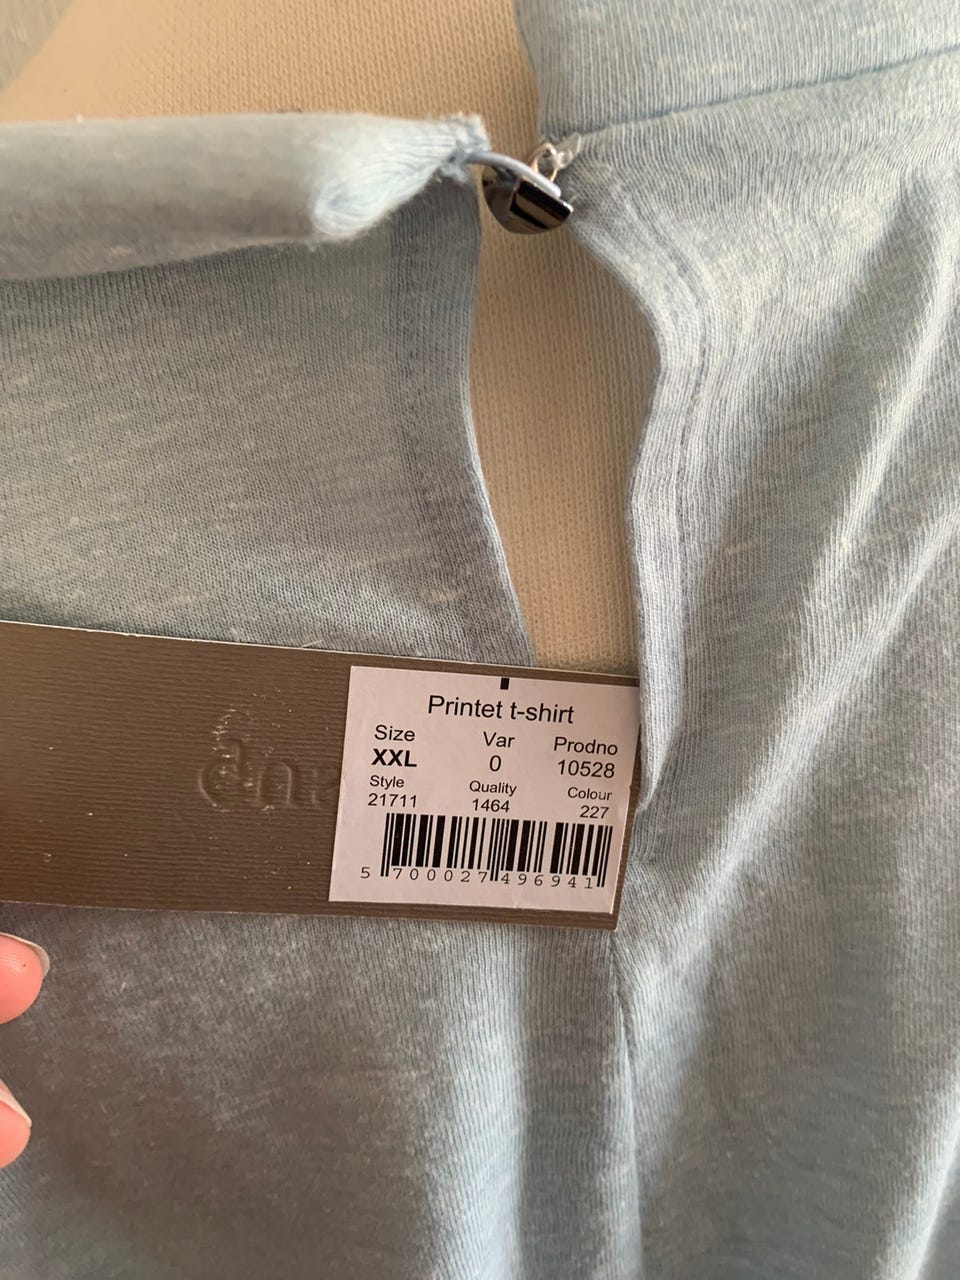 Printet t-shirt
Size Var Prodno
XXL 0 10528
Style Quality Colour
21711 1464 227
5 700027 496941